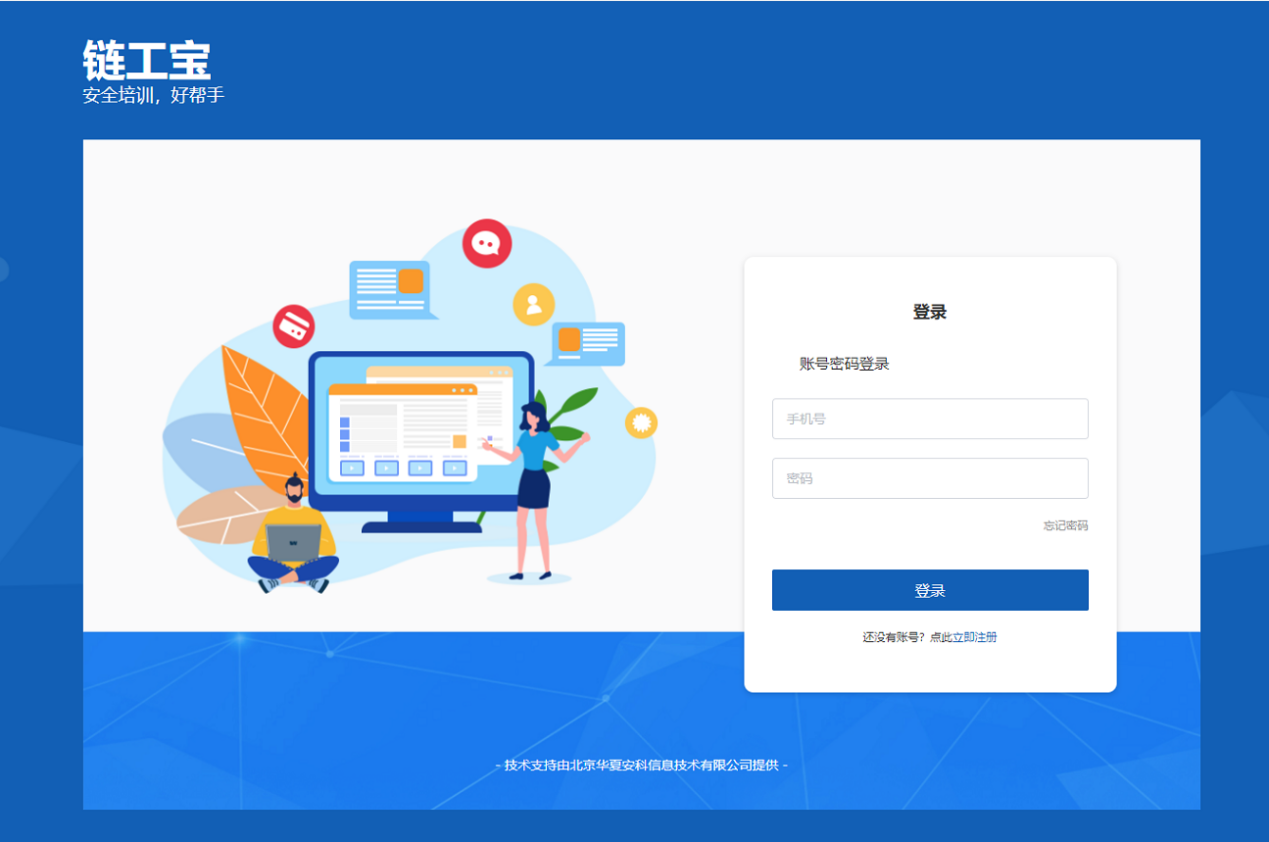 链工宝
安全培训，好帮手
登录
账号密码登录
手机号
密码
忘记密码
登录
还没有账号？点此立即注册
- 技术支持由北京华夏安科信息技术有限公司提供 -